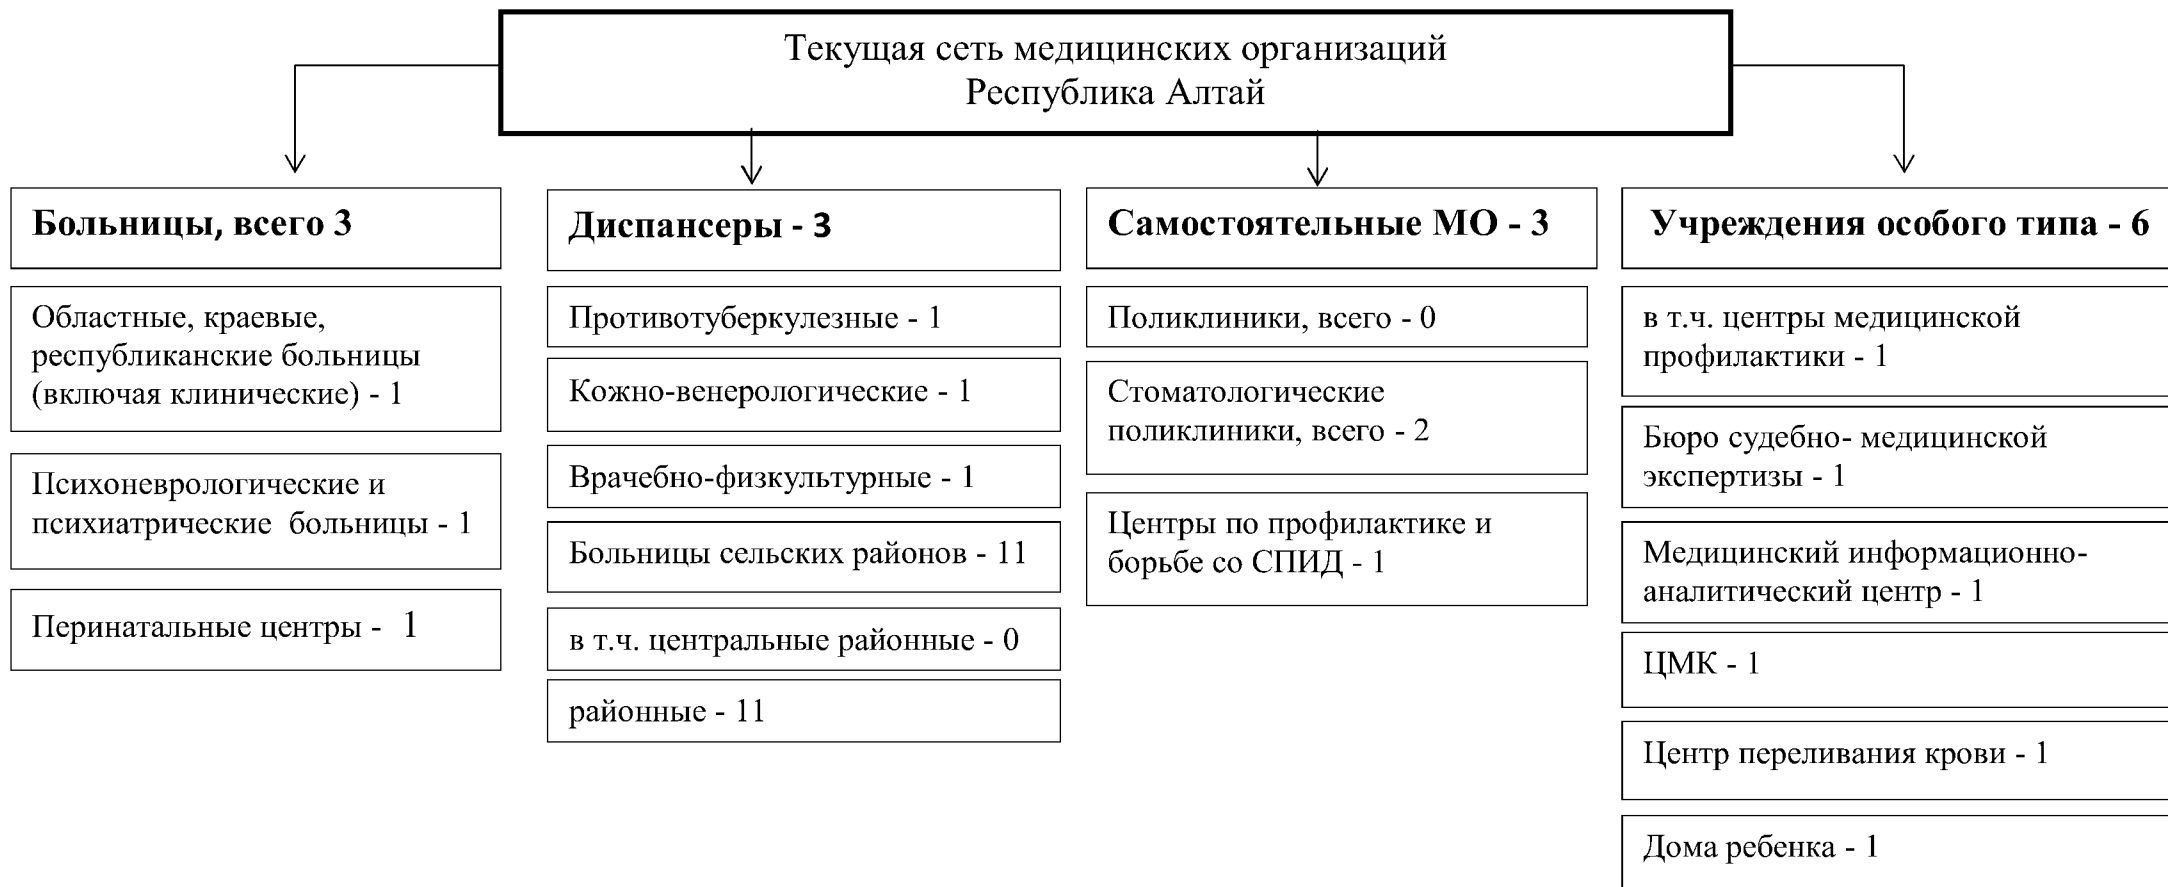 Текущая сеть медицинских организаций
Республика Алтай
Больницы, всего 3
Областные, краевые,
республиканские больницы
(включая клинические) - 1
Психоневрологические и
психиатрические больницы - 1
Перинатальные центры - 1
Диспансеры - 3
Противотуберкулезные - 1
Кожно-венерологические - 1
Врачебно-физкультурные - 1
Больницы сельских районов - 11
в т.ч. центральные районные - 0
районные - 11
Самостоятельные МО - 3
Поликлиники, всего - 0
Стоматологические
поликлиники, всего - 2
Центры по профилактике и
борьбе со СПИД - 1
Учреждения особого типа - 6
в т.ч. центры медицинской
профилактики - 1
Бюро судебно- медицинской
экспертизы - 1
Медицинский информационно-
аналитический центр - 1
ЦМК - 1
Центр переливания крови - 1
Дома ребенка - 1